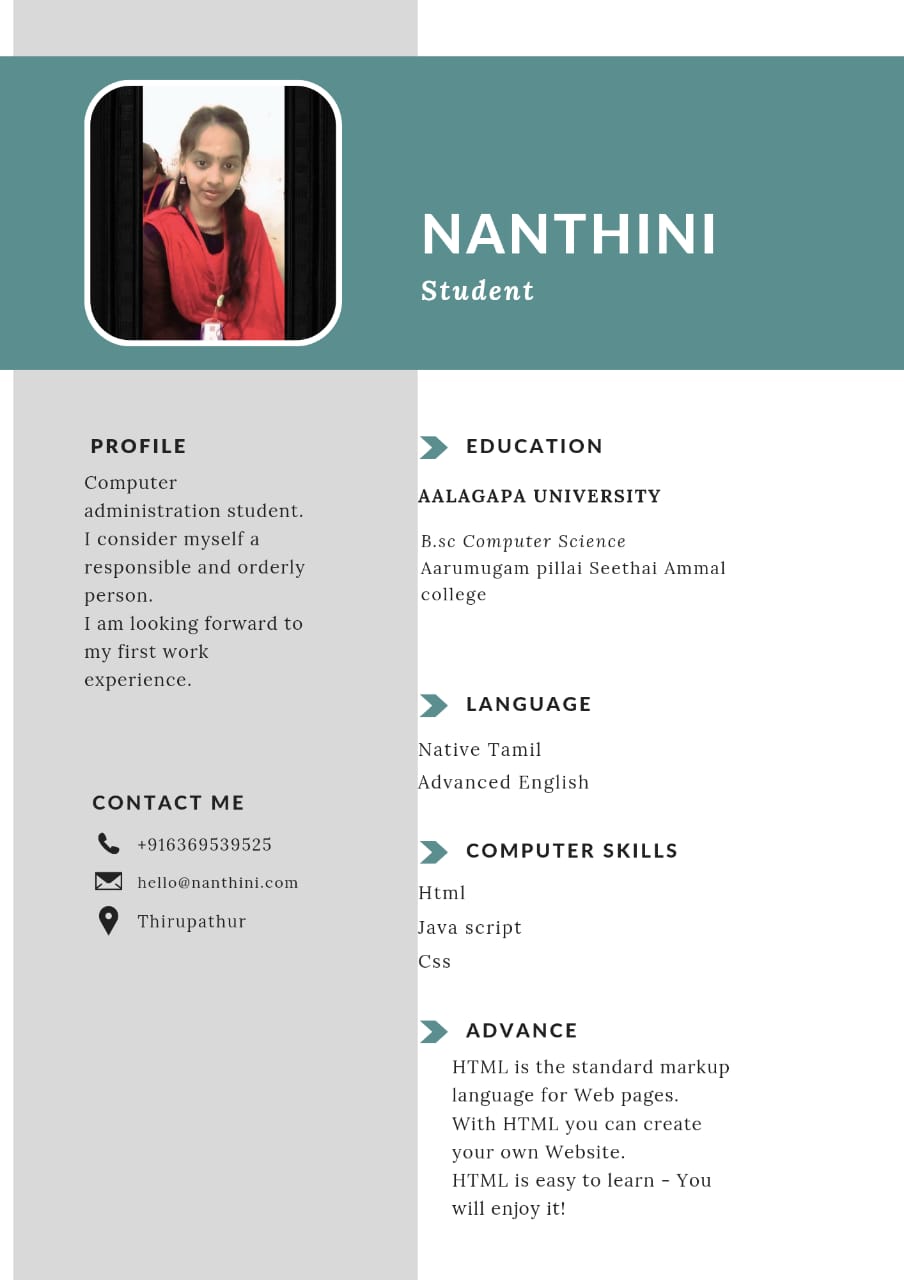 NANTHINI
Student
PROFILE
Computer
administration student.
I consider myself a
responsible and orderly
person.
I am looking forward to
my first work
experience.
CONTACT ME
+916369539525
hello@nanthini.com
Thirupathur
EDUCATION
AALAGAPA UNIVERSITY
B.sc Computer Science
Aarumugam pillai Seethai Ammal
college
LANGUAGE
Native Tamil
Advanced English
COMPUTER SKILLS
Html
Java script
Css
ADVANCE
HTML is the standard markup
language for Web pages.
With HTML you can create
your own Website.
HTML is easy to learn - You
will enjoy it!